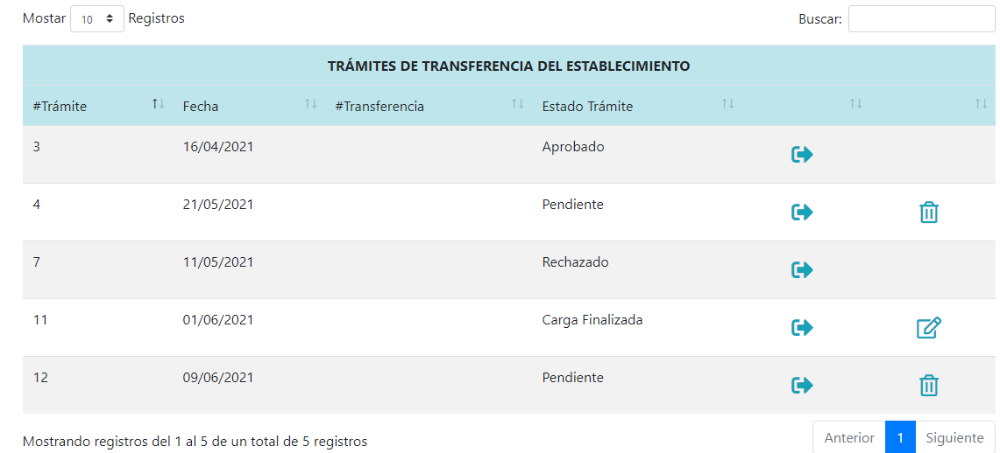 Mostar 10 Registros Buscar:
TRÁMITES DE TRANSFERENCIA DEL ESTABLECIMIENTO
#Trámite Fecha #Transferencia Estado Trámite
3 16/04/2021 Aprobado
4 21/05/2021 Pendiente
7 11/05/2021 Rechazado
11 01/06/2021 Carga Finalizada
12 09/06/2021 Pendiente
Mostrando registros del 1 al 5 de un total de 5 registros Anterior 1 Siguiente